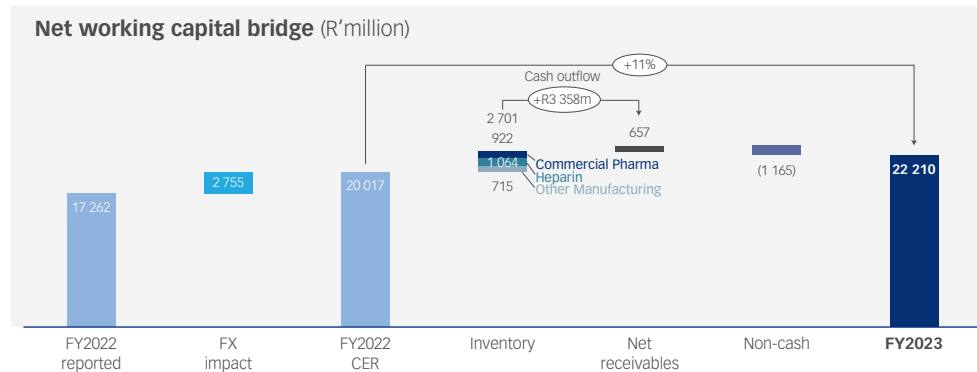 Net working capital bridge (R’million)
+11%
Cash outflow
+R3 358m
2 701
922
657
1 064
Commercial Pharma
Heparin
Other Manufacturing
715
(1 165)
17 262
2 755
20 017
22 210
FY2022
reported
FX
impact
FY2022
CER
Inventory
Net
receivables
Non-cash
FY2023